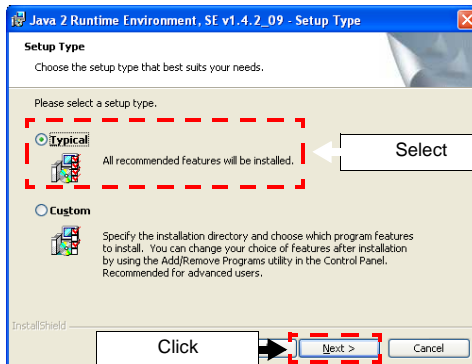 Java 2 Runtime Environment, SE v1.4.2_09 - Setup Type
Setup Type
Choose the setup type that best suits your needs.
Please select a setup type.
Typical
All recommended features will be installed.
Select
Custom
Specify the installation directory and choose which program features
to install. You can change your choice of features after installation
by using the Add/Remove Programs utility in the Control Panel.
Recommended for advanced users.
InstallShield
Click
Next >
Cancel